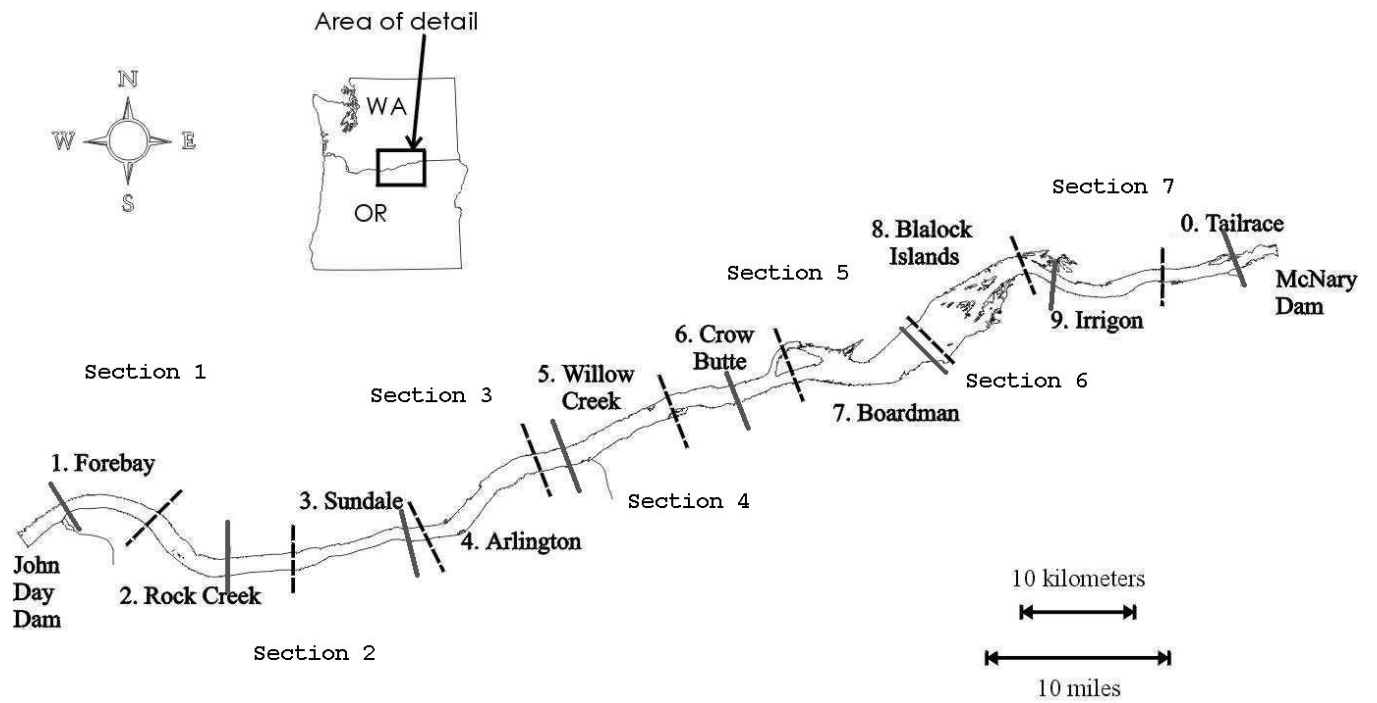 Area of detail
N
W
E
S
WA
OR
Section 7
0. Tailrace
McNary
Dam
8. Blalock
Islands
9. Irrigon
Section 5
Section 6
6. Crow
Butte
7. Boardman
5. Willow
Creek
Section 3
Section 4
Section 1
1. Forebay
3. Sundale
4. Arlington
John
Day
Dam
2. Rock Creek
Section 2
10 kilometers
10 miles